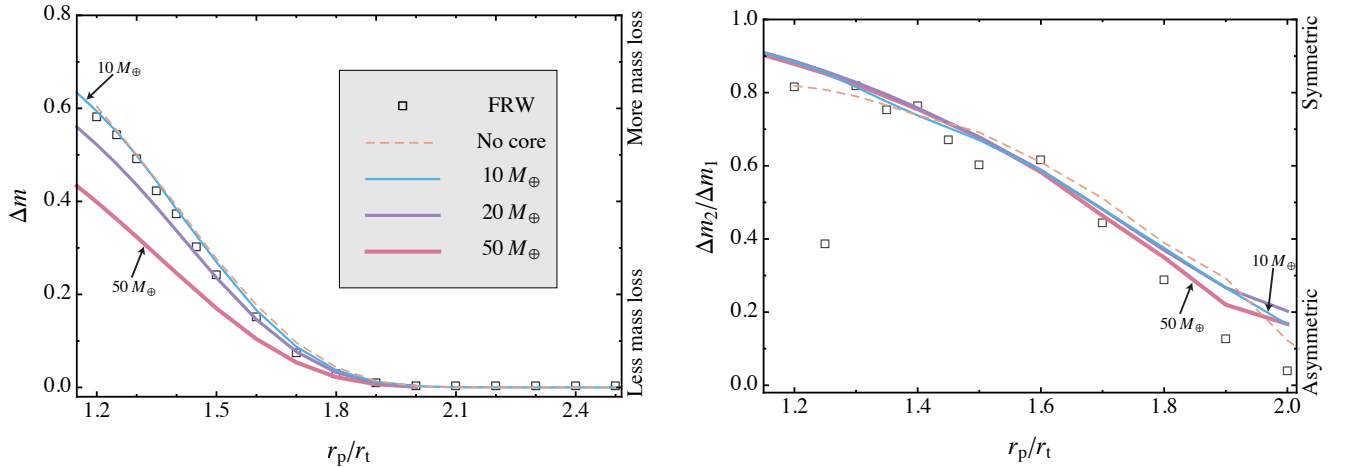 0.8
0.6
0.4
0.2
0.0
Δm
10 M⊕
50 M⊕
FRW
No core
10 M⊕
20 M⊕
50 M⊕
More mass loss
Less mass loss
1.2 1.5 1.8 2.1 2.4
rp/rt
1.0
0.8
0.6
0.4
0.2
0.0
Δm2/Δm1
10 M⊕
50 M⊕
Symmetric
Asymmetric
1.2 1.4 1.6 1.8 2.0
rp/rt